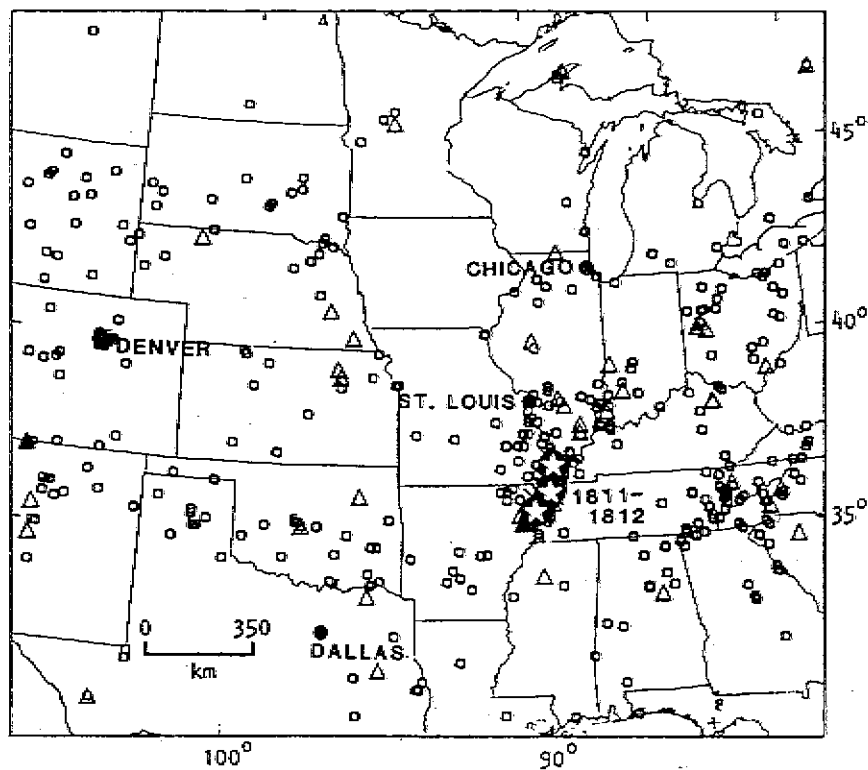 45°
CHICAGO
40°
DENVER
ST. LOUIS
1811-
1812
35°
0 350
km
DALLAS
100° 90°